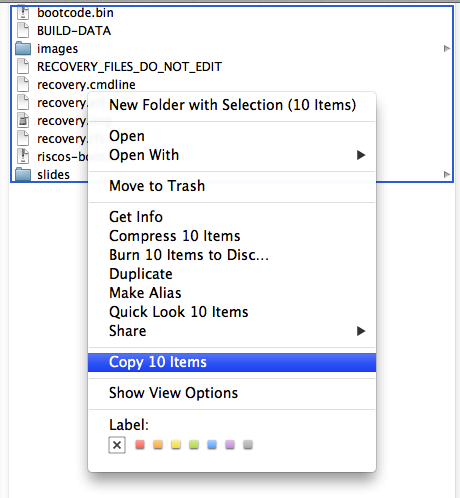 bootcode.bin
BUILD-DATA
images
RECOVERY_FILES_DO_NOT_EDIT
recovery.cmdline
recovery.
recovery.
recovery.
riscos-bo
slides
New Folder with Selection (10 Items)
Open
Open With
Move to Trash
Get Info
Compress 10 Items
Burn 10 Items to Disc...
Duplicate
Make Alias
Quick Look 10 Items
Share
Copy 10 Items
Show View Options
Label: